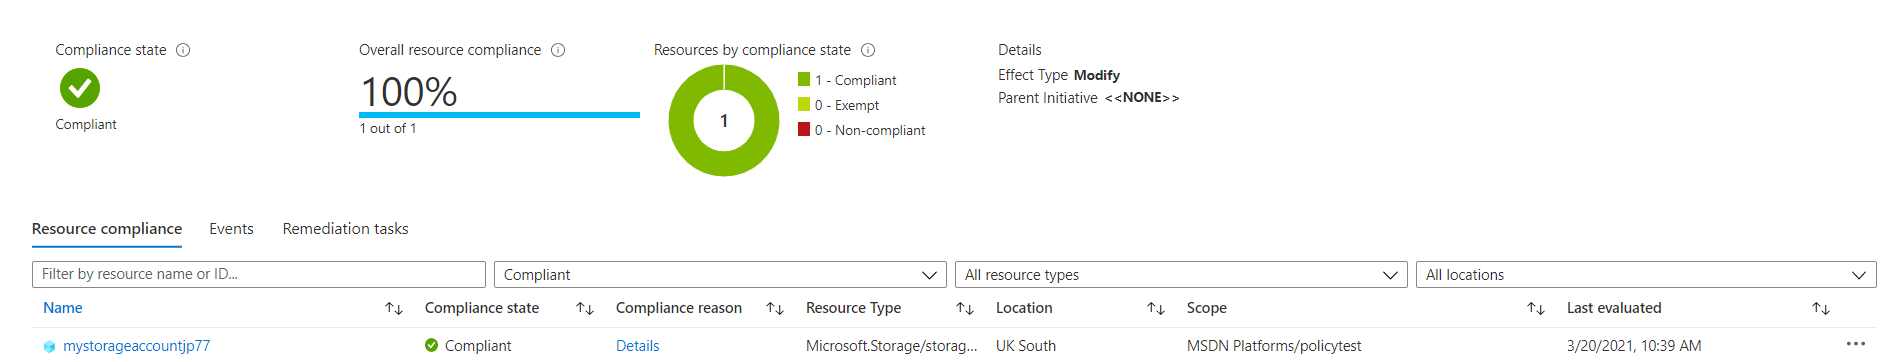 Compliance state
Compliant
Overall resource compliance
100%
1 out of 1
Resources by compliance state
1
1 - Compliant
0 - Exempt
0 - Non-compliant
Details
Effect Type Modify
Parent Initiative <<NONE>>
Resource compliance Events Remediation tasks
Filter by resource name or ID... Compliant All resource types All locations
Name Compliance state Compliance reason Resource Type Location Scope Last evaluated
mystorageaccountjp77 Compliant Details Microsoft.Storage/storag... UK South MSDN Platforms/policytest 3/20/2021, 10:39 AM